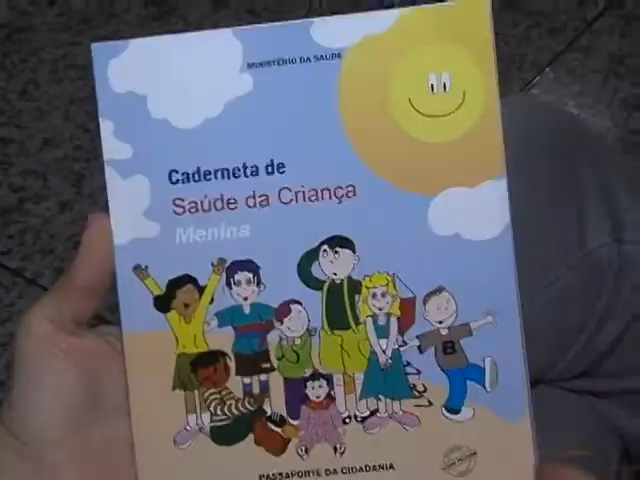 MINISTÉRIO DA SAÚDE
Caderneta de
Saúde da Criança
Menina
B
PASSAPORTE DA CIDADANIA